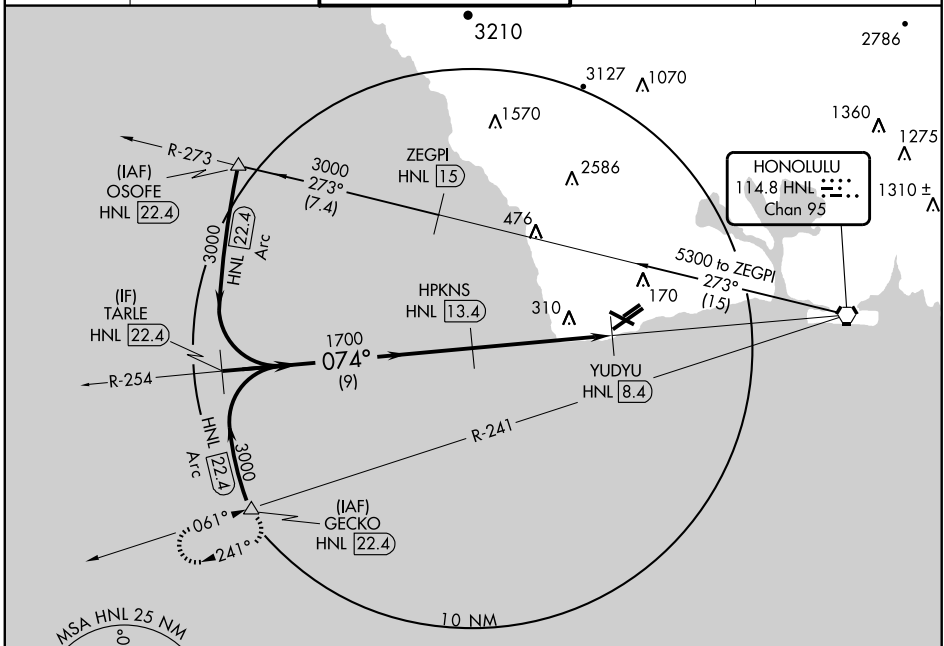 3210
2786
3127
1070
1570
1360
1275
2586
1310 ±
HONOLULU
114.8 HNL
Chan 95
R-273
(IAF)
OSOFE
HNL 22.4
3000
273°
(7.4)
ZEGPI
HNL 15
476
5300 to ZEGPI
273°
(15)
3000
HNL 22.4
Arc
(IF)
TARLE
HNL 22.4
HPKNS
HNL 13.4
310
170
R-254
1700
074°
(9)
YUDYU
HNL 8.4
R-241
HNL 22.4
Arc
3000
(IAF)
GECKO
HNL 22.4
061°
241°
10 NM
MSA HNL 25 NM